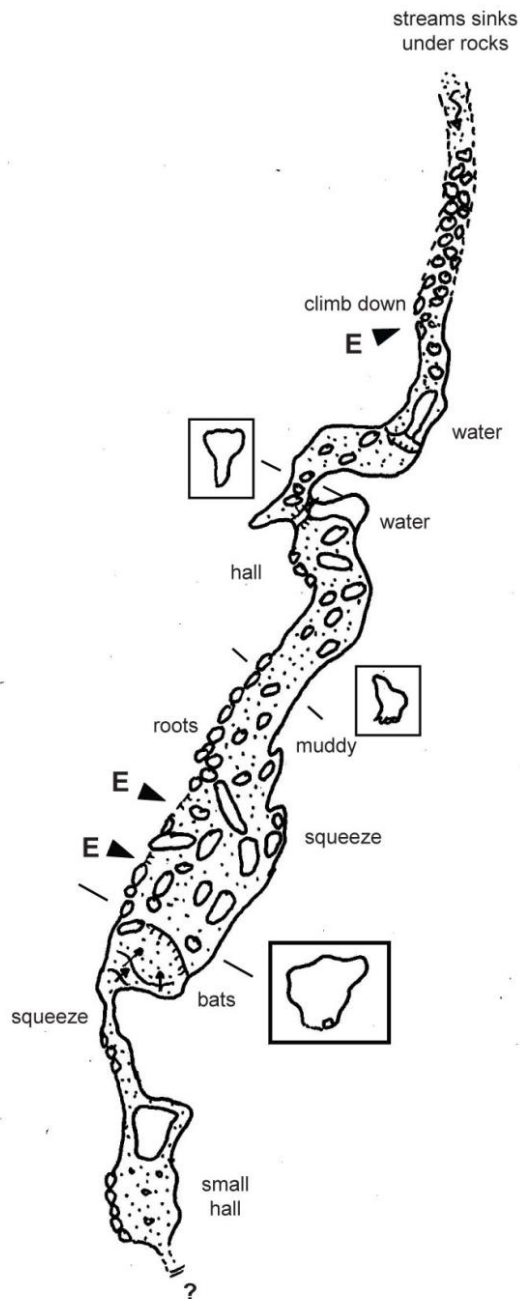 streams sinks
under rocks
climb down
E
water
water
hall
roots
muddy
E
squeeze
E
bats
squeeze
small
hall
?